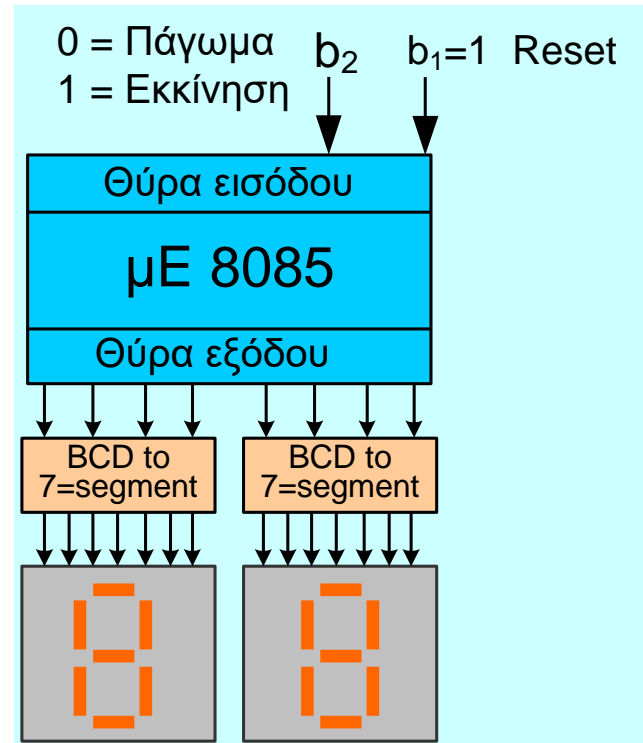 0 = Πάγωμα
1 = Εκκίνηση
b₂
b₁=1 Reset
Θύρα εισόδου
μΕ 8085
Θύρα εξόδου
BCD to
7=segment
BCD to
7=segment